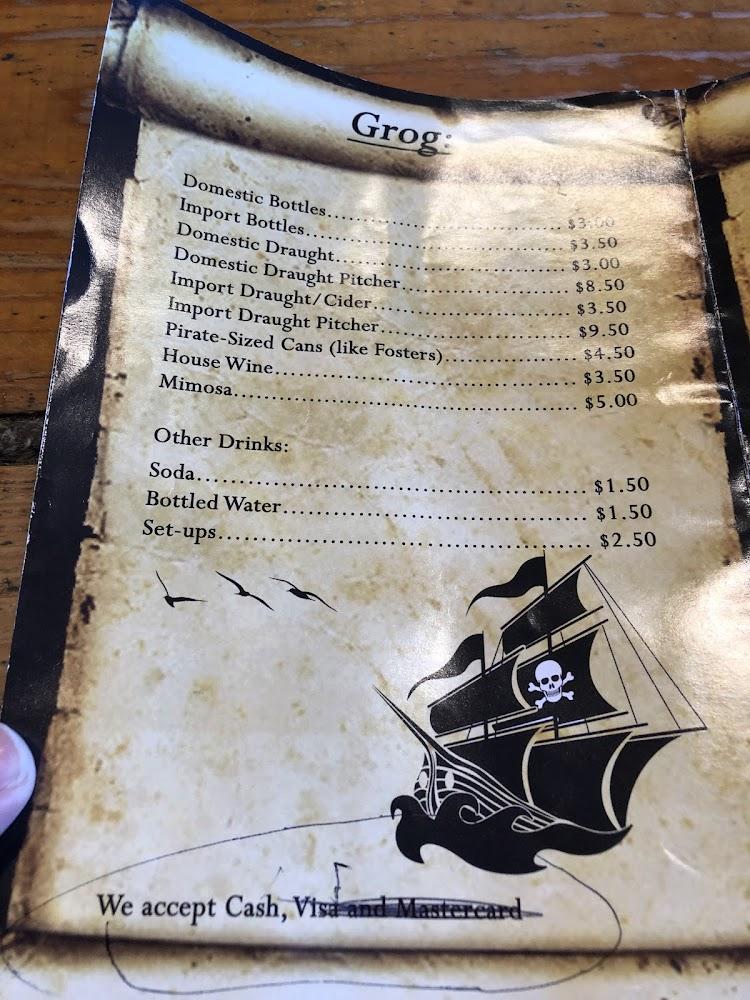 Grog:
Domestic Bottles........................................ $3.00
Import Bottles........................................ $3.50
Domestic Draught........................................ $3.00
Domestic Draught Pitcher........................................ $8.50
Import Draught/Cider........................................ $3.50
Import Draught Pitcher........................................ $9.50
Pirate-Sized Cans (like Fosters)........................................ $4.50
House Wine........................................ $3.50
Mimosa........................................ $5.00
Other Drinks:
Soda........................................ $1.50
Bottled Water........................................ $1.50
Set-ups........................................ $2.50
We accept Cash, Visa and Mastercard